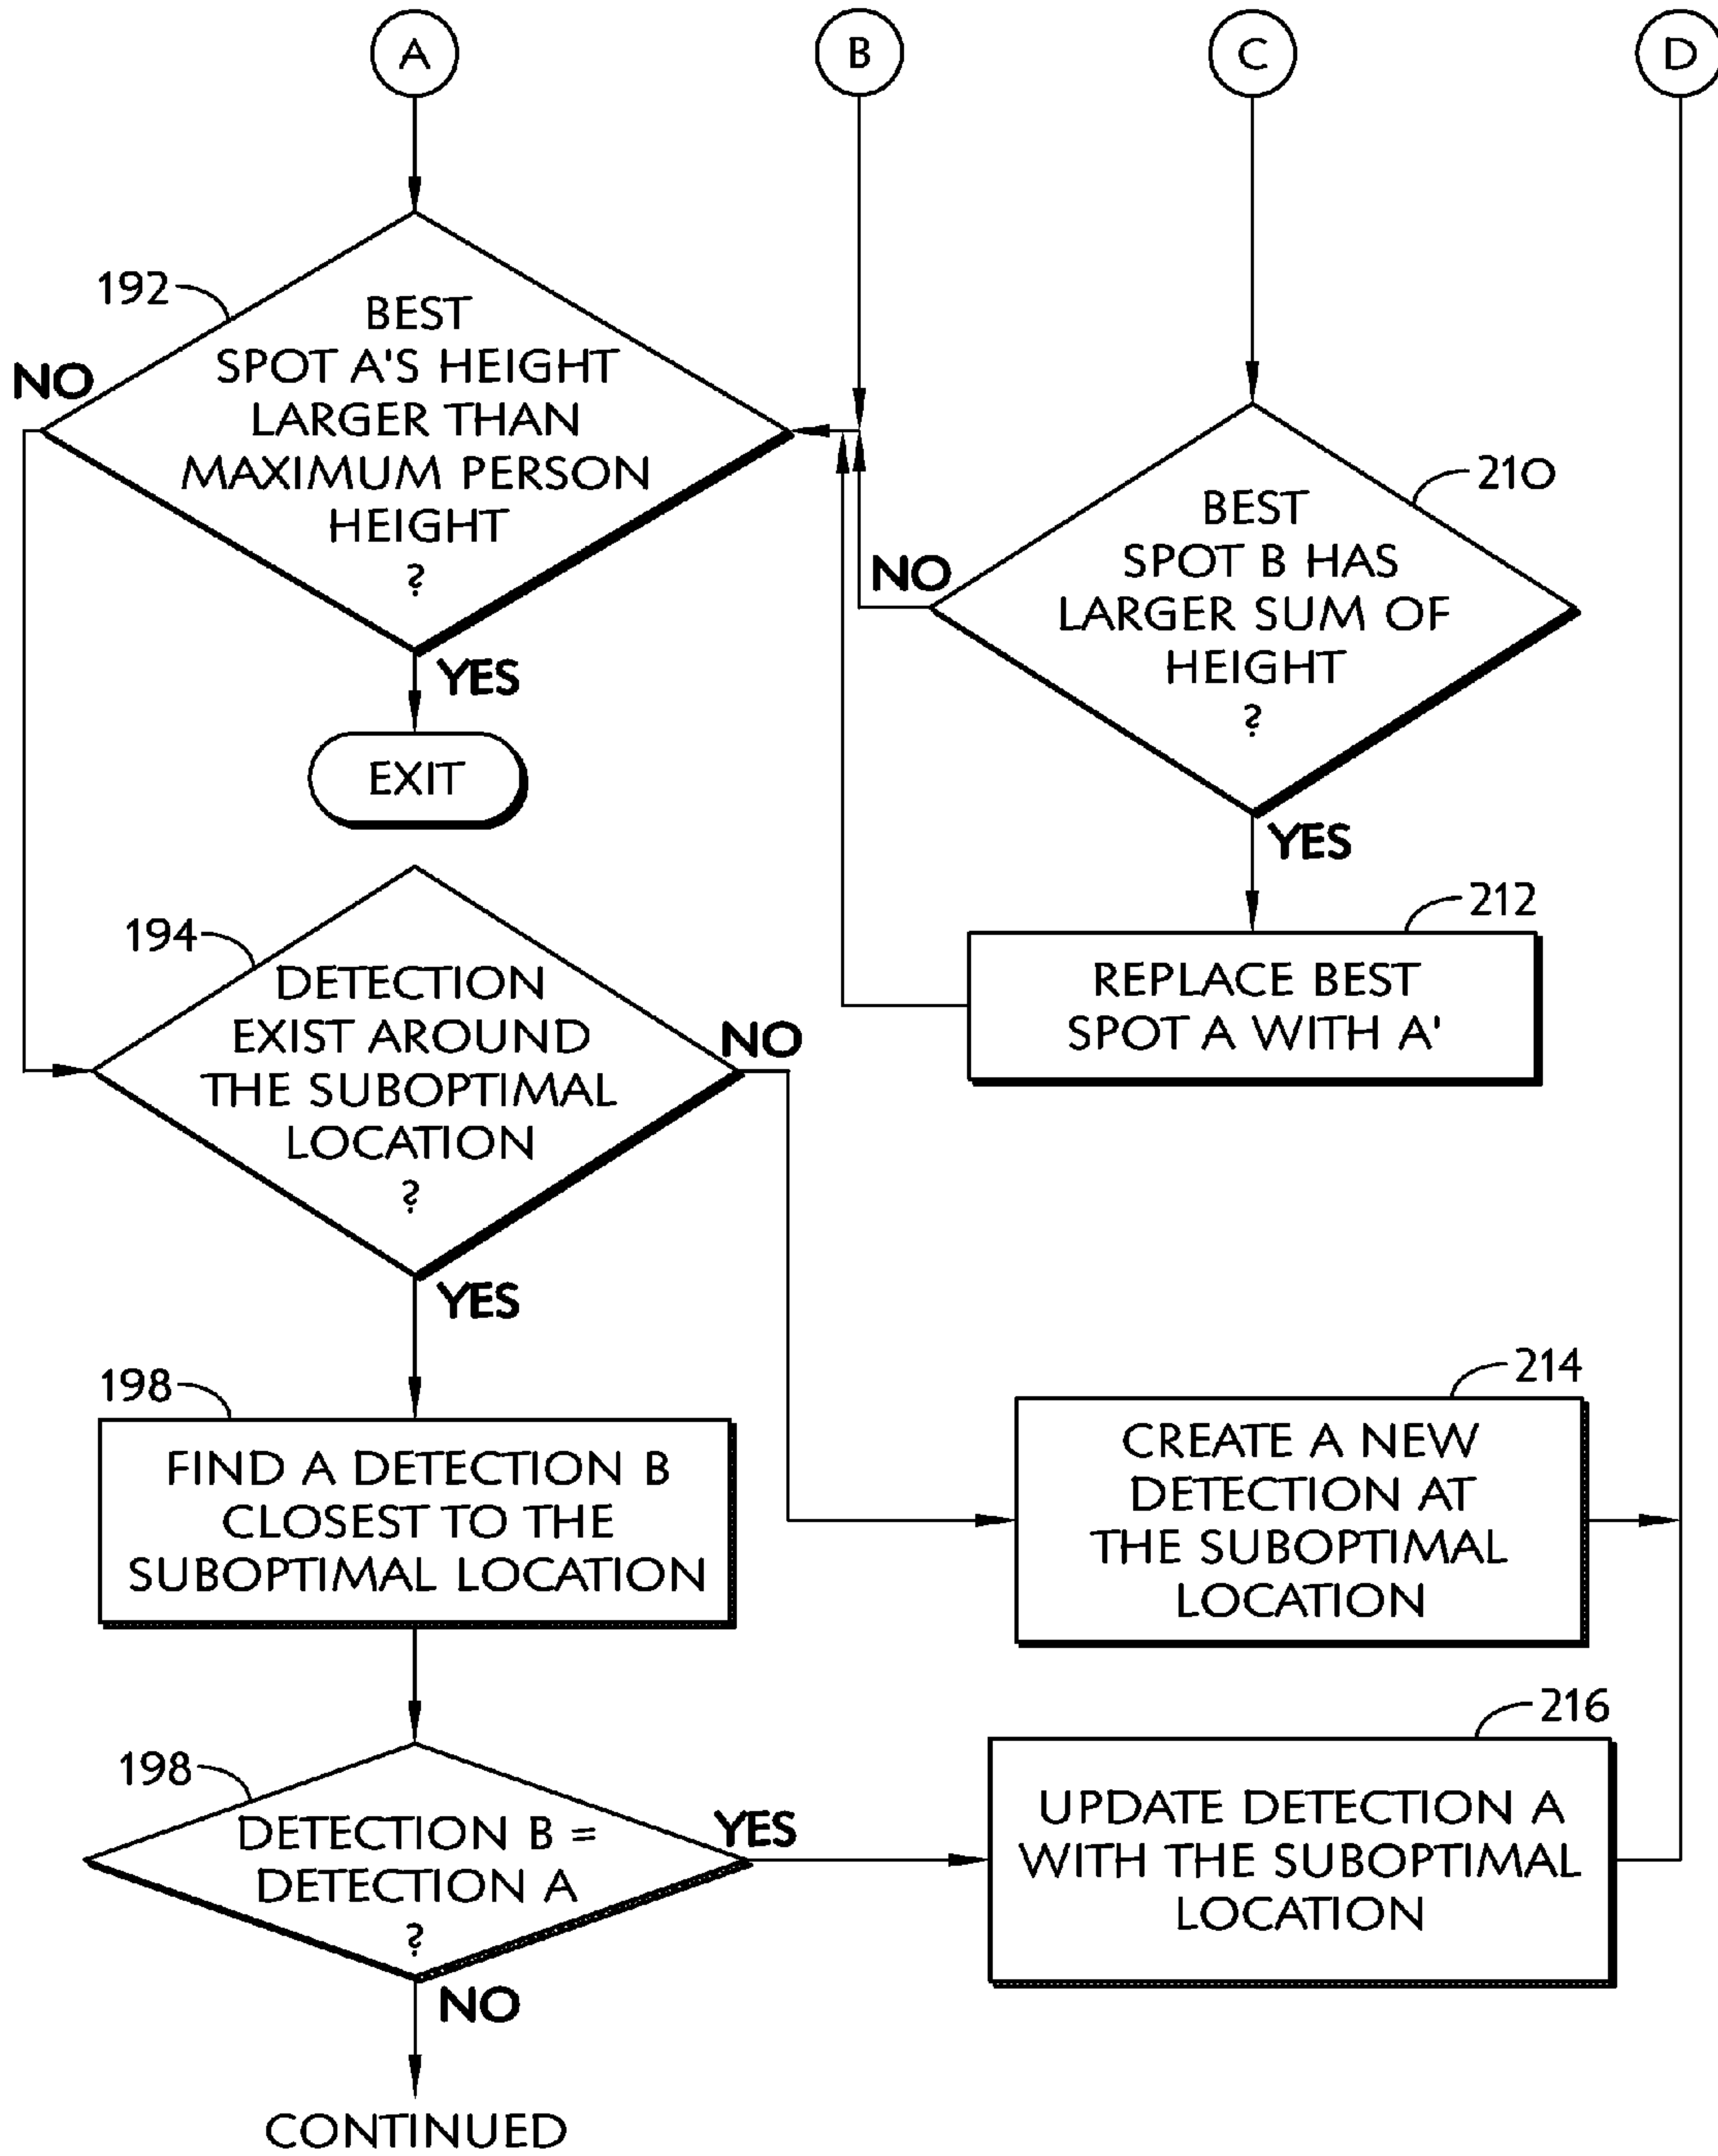 A
B
C
D
192
BEST
SPOT A'S HEIGHT
LARGER THAN
MAXIMUM PERSON
HEIGHT
?
NO
YES
EXIT
210
BEST
SPOT B HAS
LARGER SUM OF
HEIGHT
?
NO
YES
212
REPLACE BEST
SPOT A WITH A'
194
DETECTION
EXIST AROUND
THE SUBOPTIMAL
LOCATION
?
NO
YES
198
FIND A DETECTION B
CLOSEST TO THE
SUBOPTIMAL LOCATION
214
CREATE A NEW
DETECTION AT
THE SUBOPTIMAL
LOCATION
198
DETECTION B =
DETECTION A
?
YES
NO
216
UPDATE DETECTION A
WITH THE SUBOPTIMAL
LOCATION
CONTINUED